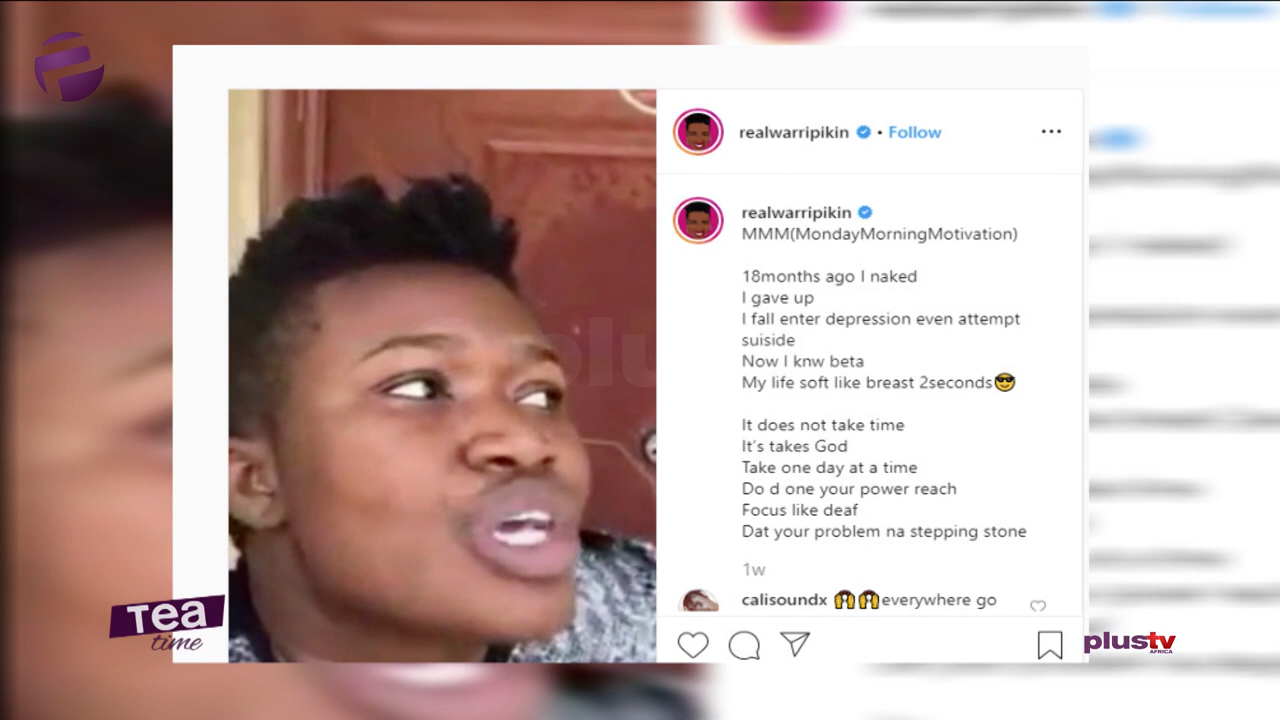 realwarripikin • Follow
realwarripikin
MMM(MondayMorningMotivation)
18months ago I naked
I gave up
I fall enter depression even attempt
suiside
Now I knw beta
My life soft like breast 2seconds😎
It does not take time
It's takes God
Take one day at a time
Do d one your power reach
Focus like deaf
Dat your problem na stepping stone
1w
calisoundx 🙌🙌everywhere go
plu
Tea
time
plustv
AFRICA